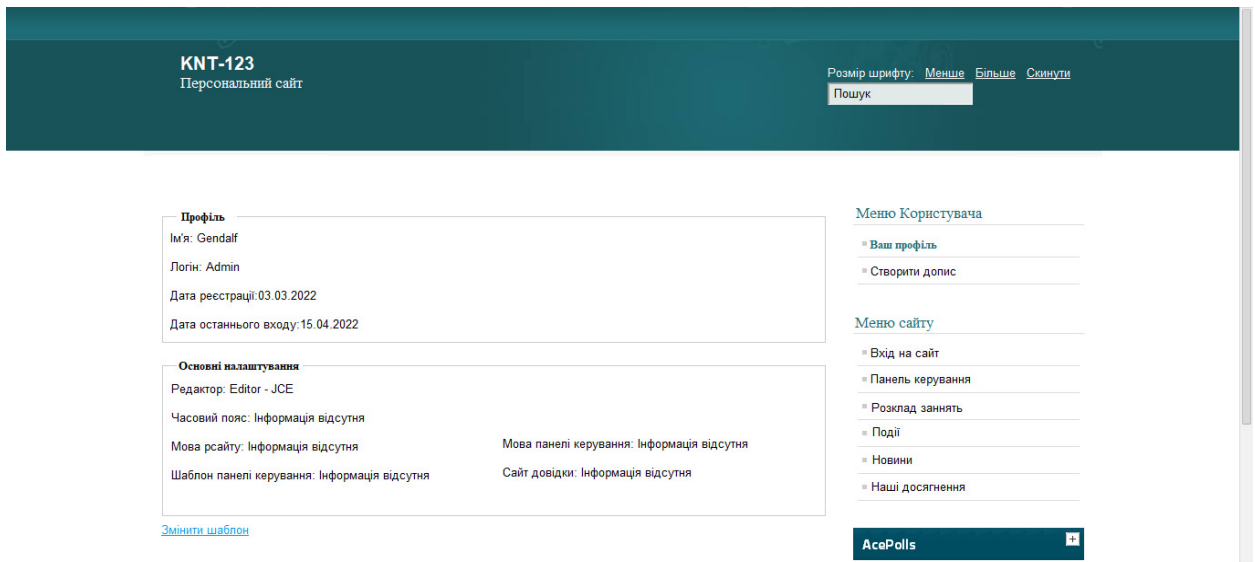 KNT-123
Персональний сайт
Розмір шрифту: Менше Більше Скинути
Пошук
Профіль
Ім'я: Gendalf
Логін: Admin
Дата реєстрації:03.03.2022
Дата останнього входу:15.04.2022
Основні налаштування
Редактор: Editor - JCE
Часовий пояс: Інформація відсутня
Мова рсайту: Інформація відсутня
Мова панелі керування: Інформація відсутня
Шаблон панелі керування: Інформація відсутня
Сайт довідки: Інформація відсутня
Змінити шаблон
Меню Користувача
Ваш профіль
Створити допис
Меню сайту
Вхід на сайт
Панель керування
Розклад заннять
Події
Новини
Наші досягнення
AcePolls